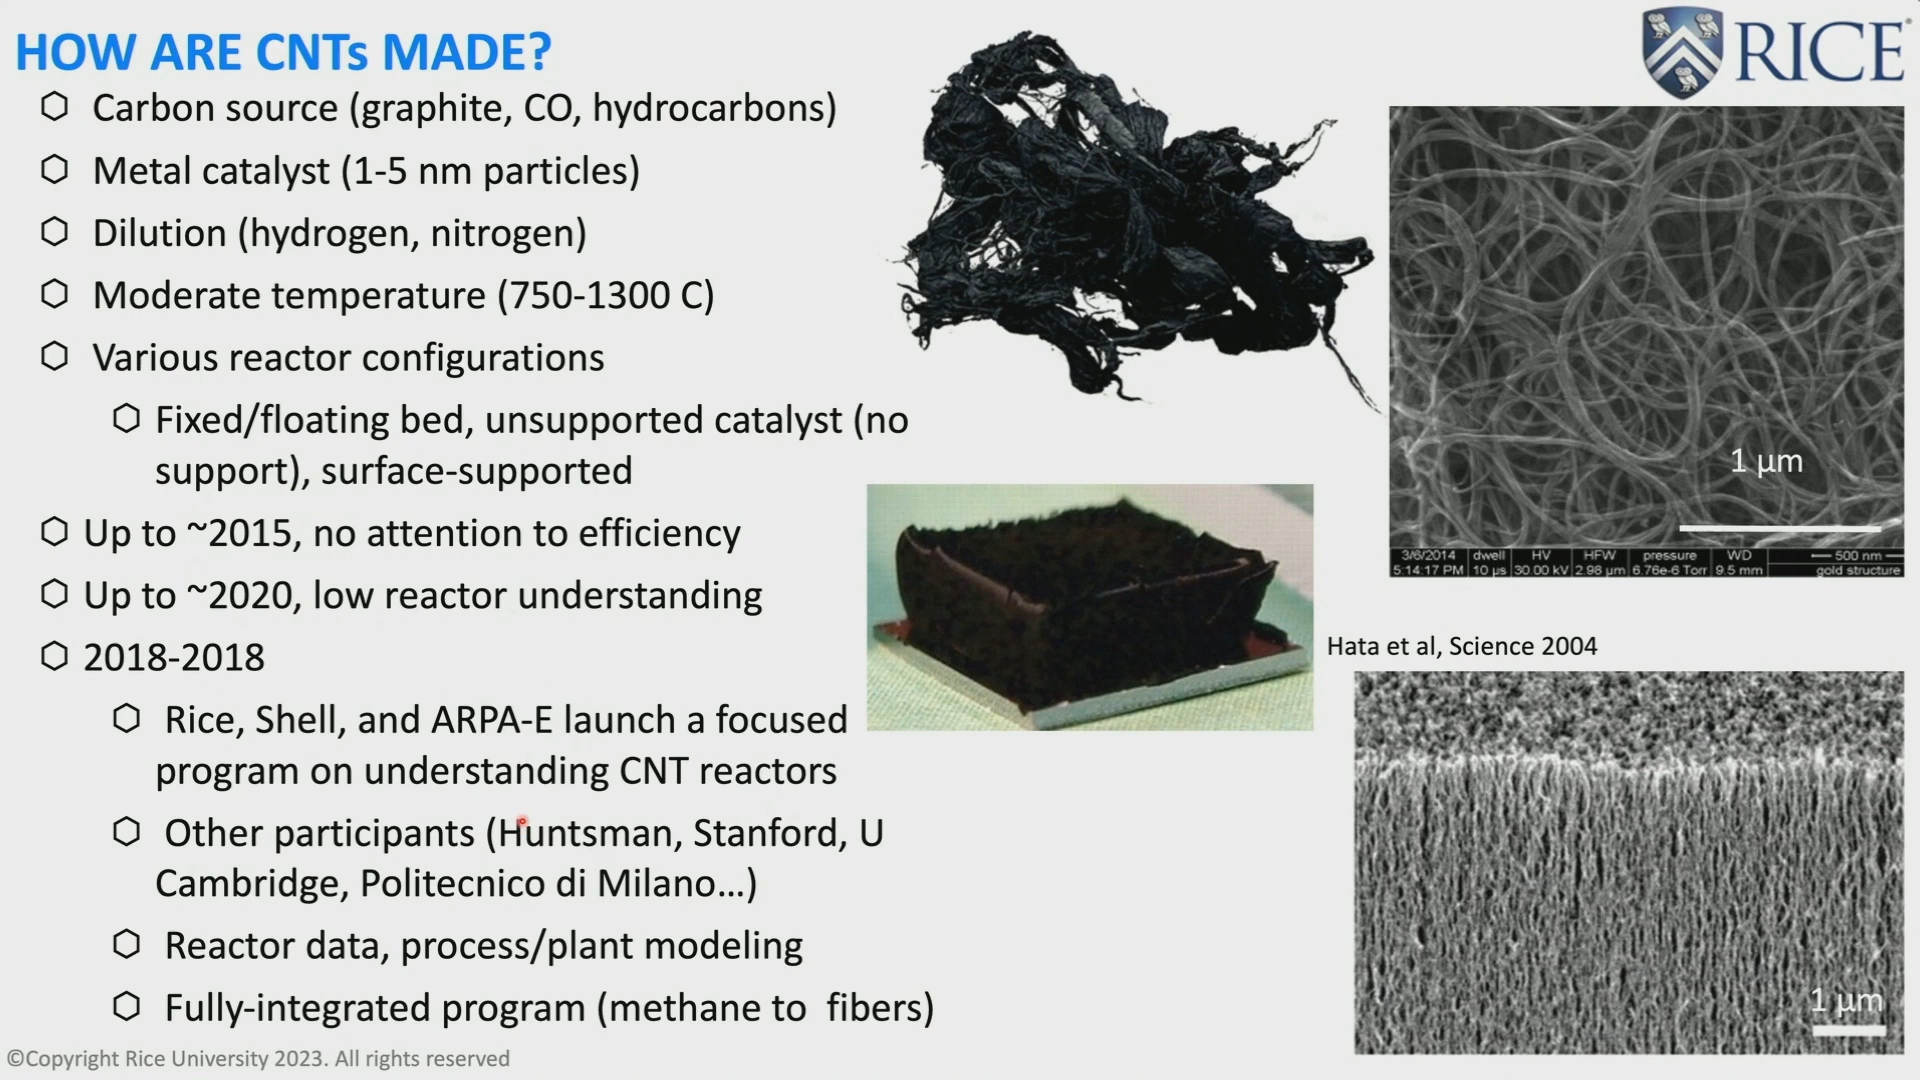 HOW ARE CNTs MADE?
Carbon source (graphite, CO, hydrocarbons)
Metal catalyst (1-5 nm particles)
Dilution (hydrogen, nitrogen)
Moderate temperature (750-1300 C)
Various reactor configurations
Fixed/floating bed, unsupported catalyst (no
support), surface-supported
Up to ~2015, no attention to efficiency
Up to ~2020, low reactor understanding
2018-2018
Rice, Shell, and ARPA-E launch a focused
program on understanding CNT reactors
Other participants (Huntsman, Stanford, U
Cambridge, Politecnico di Milano…)
Reactor data, process/plant modeling
Fully-integrated program (methane to  fibers)
©Copyright Rice University 2023. All rights reserved
RICE
1 µm
3/6/2014 dwell HV HFW pressure WD 500 nm
5:14:17 PM 10 µs 30.00 kV 2.98 µm 6.76e-6 Torr 9.5 mm gold structure
Hata et al, Science 2004
1 µm